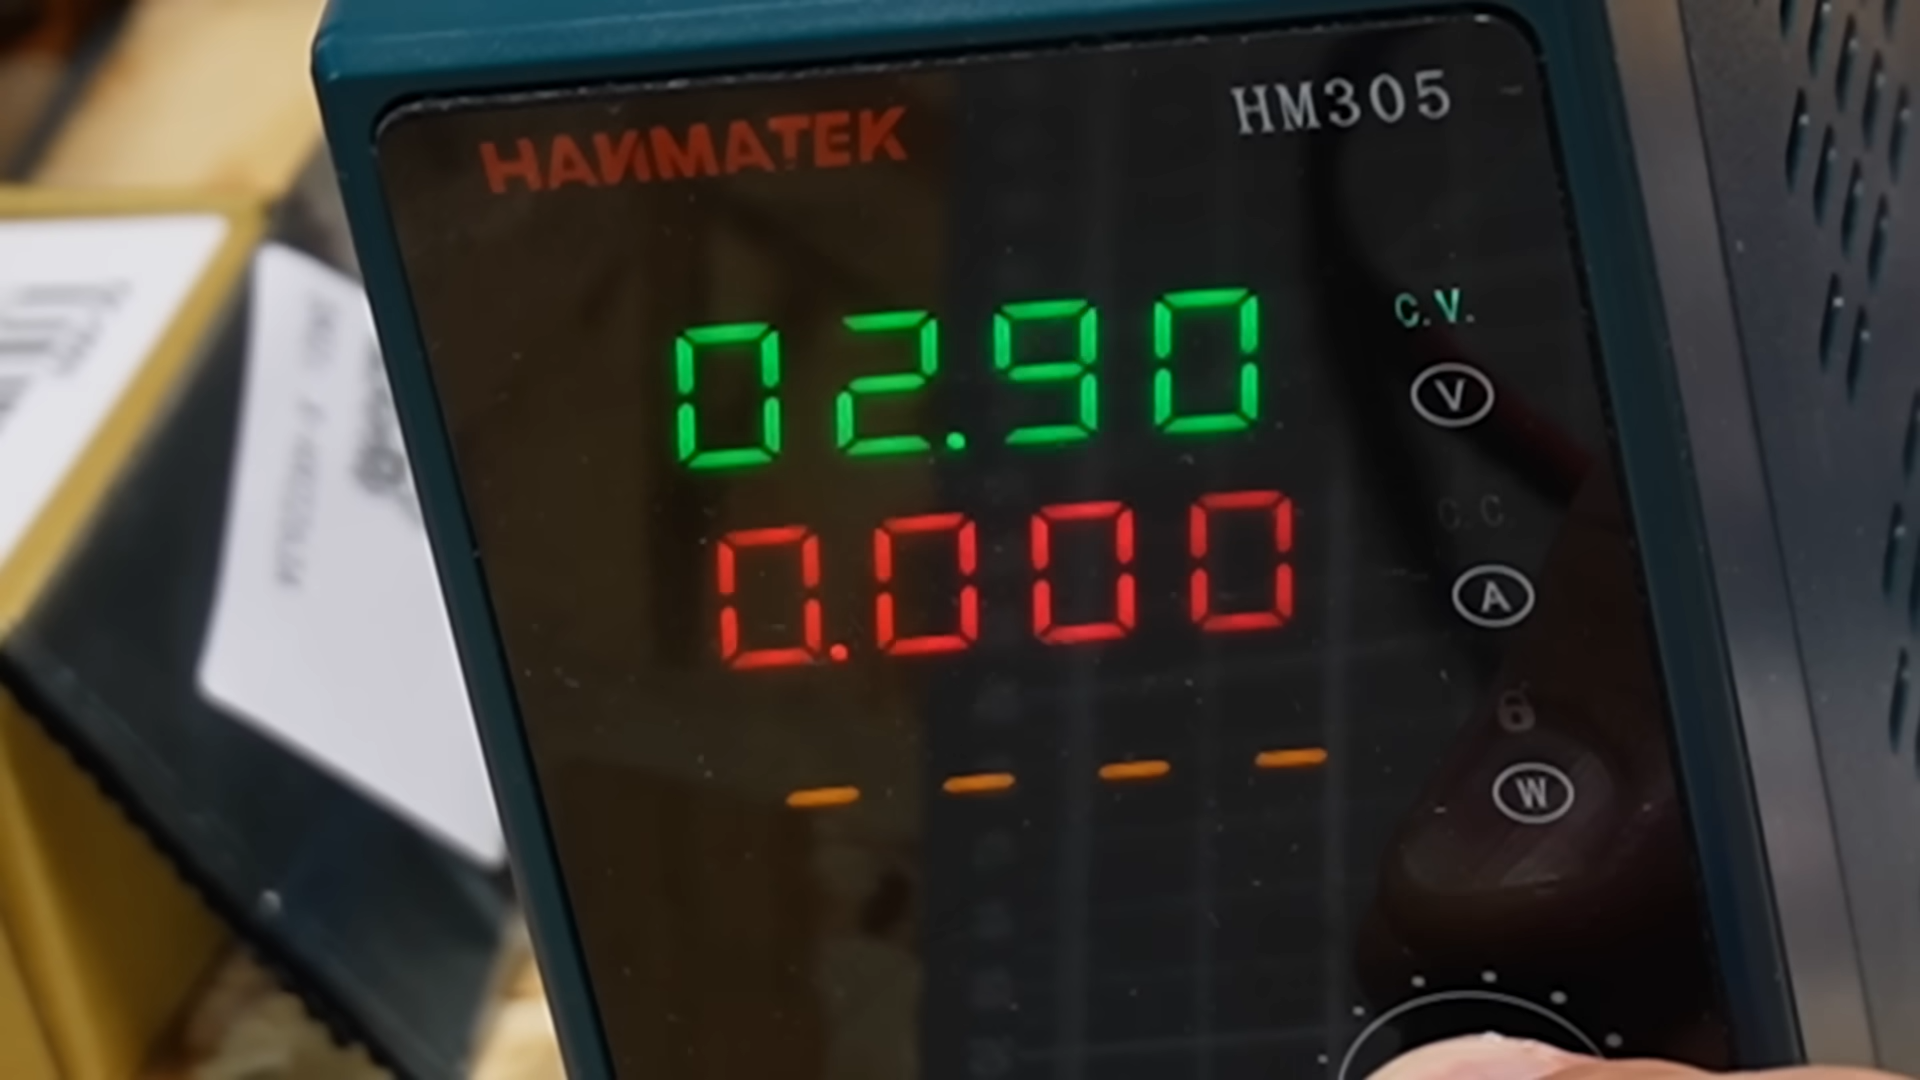 HANMATEK
HM305
02.90
C.V.
V
0.000
C.C.
A
----
W